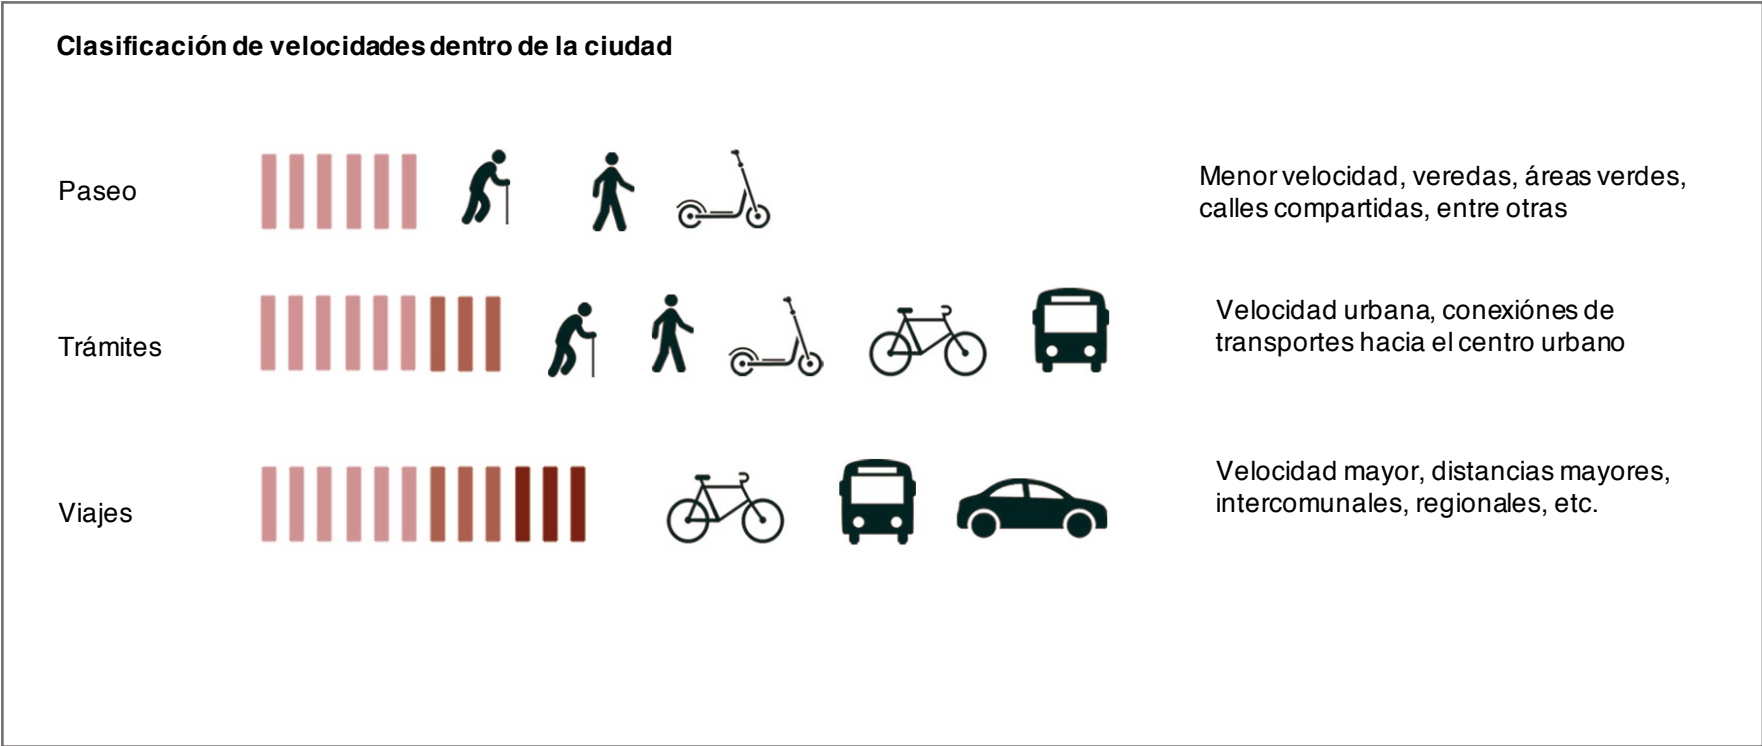 Clasificación de velocidades dentro de la ciudad
Paseo
Menor velocidad, veredas, áreas verdes,
calles compartidas, entre otras
Trámites
Velocidad urbana, conexiónes de
transportes hacia el centro urbano
Viajes
Velocidad mayor, distancias mayores,
intercomunales, regionales, etc.